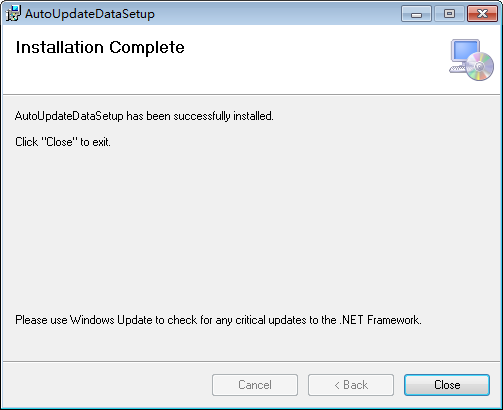 AutoUpdateDataSetup
Installation Complete
AutoUpdateDataSetup has been successfully installed.
Click "Close" to exit.
Please use Windows Update to check for any critical updates to the .NET Framework.
Cancel
< Back
Close